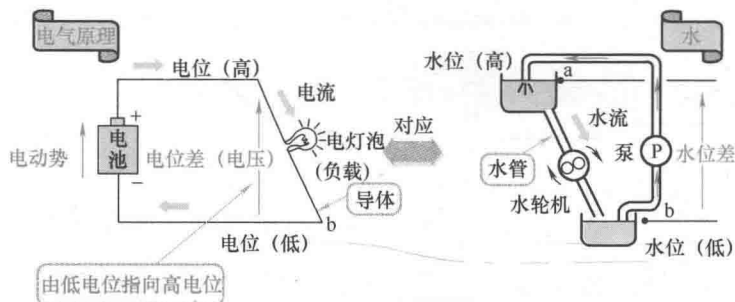 电气原理
电位（高）
电流
+
电池
-
电动势
电位差（电压）
电灯泡
（负载）
导体
b
电位（低）
由低电位指向高电位
对应
水
水位（高）
a
水流
水管
泵
P
水位差
水轮机
b
水位（低）